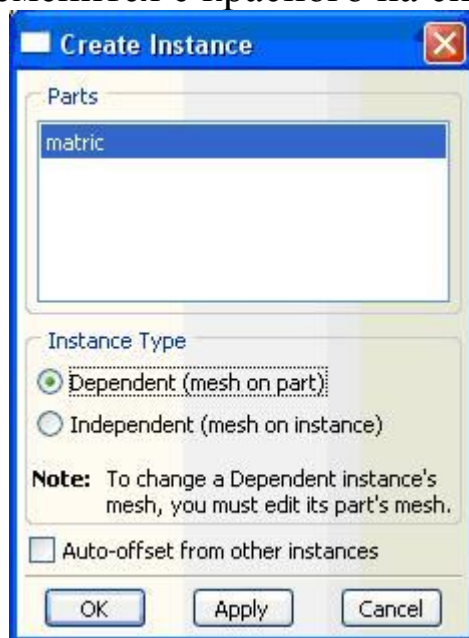 Create Instance
Parts
matric
Instance Type
Dependent (mesh on part)
Independent (mesh on instance)
Note: To change a Dependent instance's
mesh, you must edit its part's mesh.
Auto-offset from other instances
OK Apply Cancel